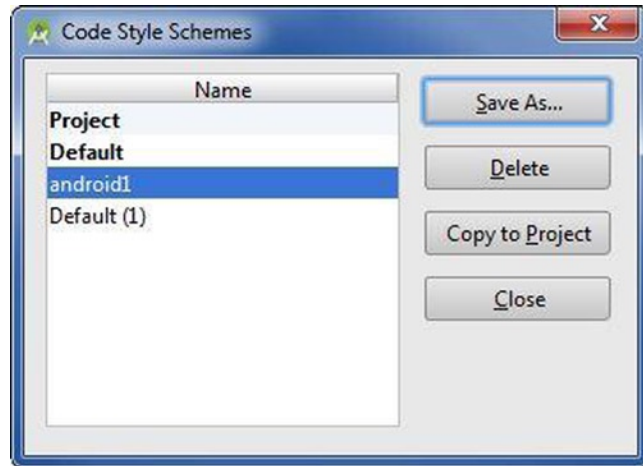 Code Style Schemes
Name
Project
Default
android1
Default (1)
Save As...
Delete
Copy to Project
Close